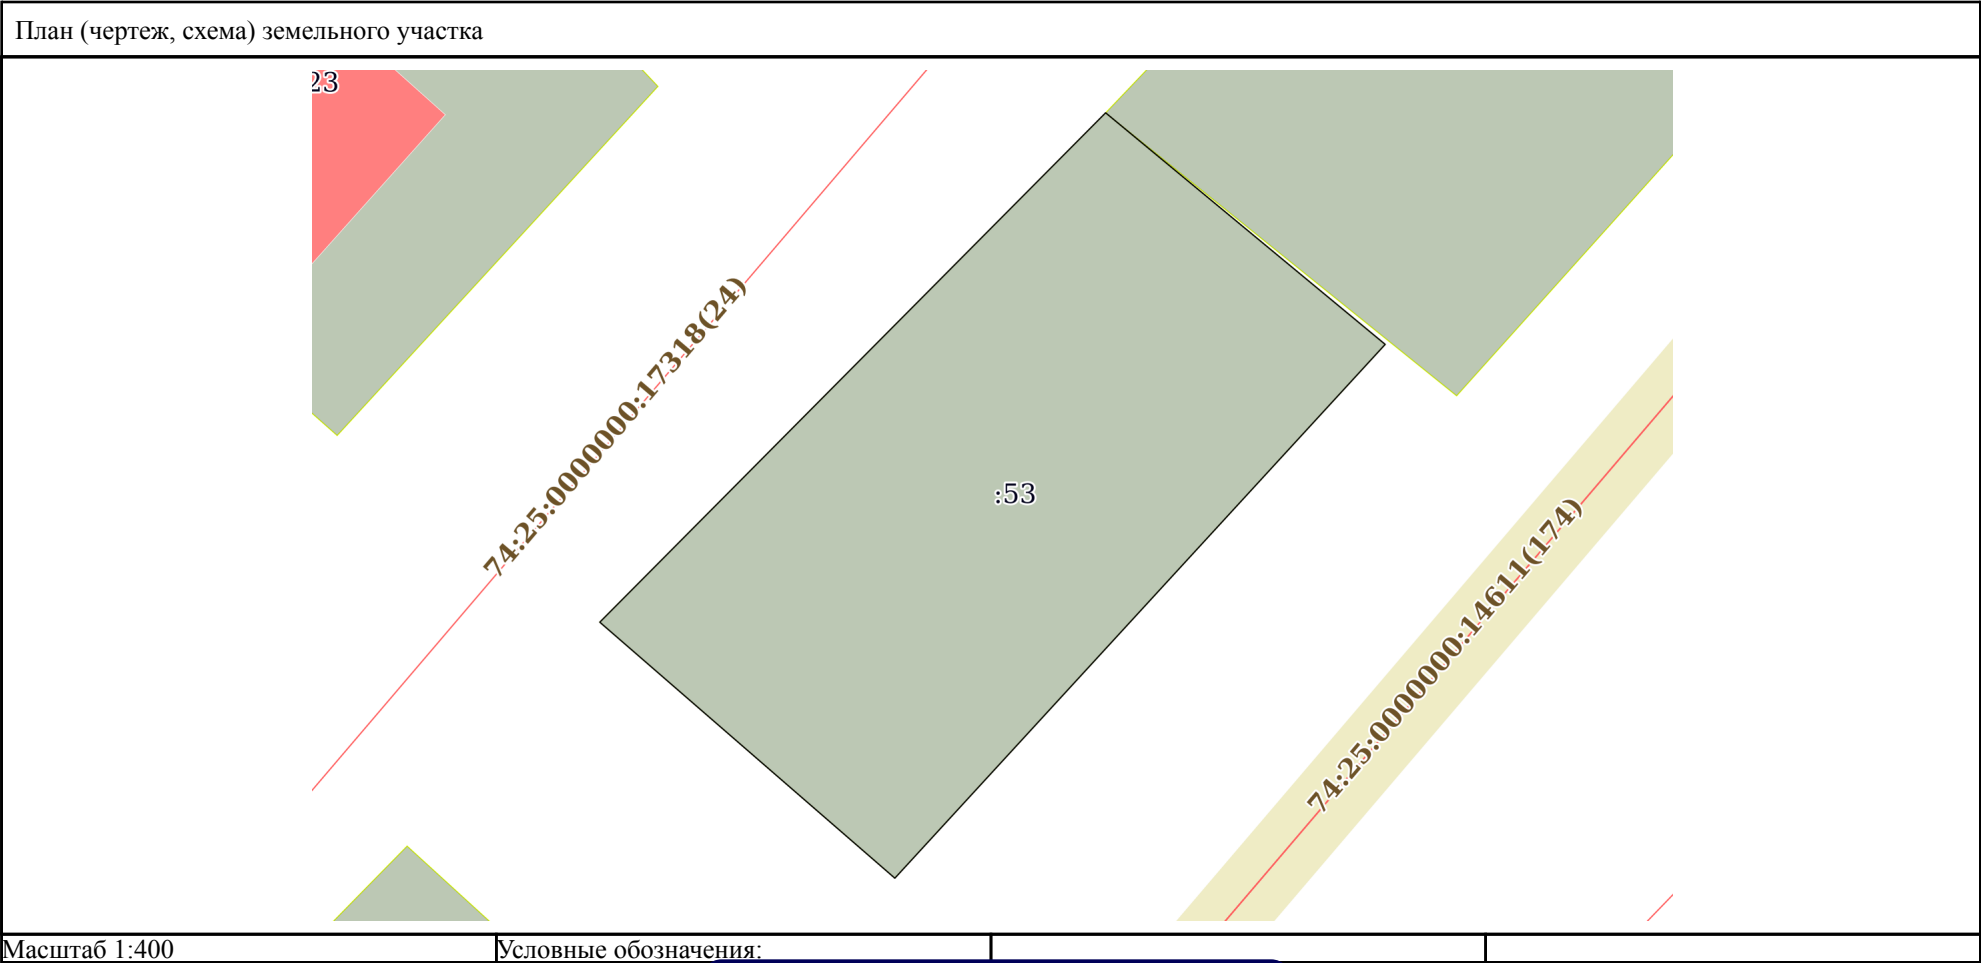 План (чертеж, схема) земельного участка
23
74:25:0000000:17318(24)
:53
74:25:0000000:14611(174)
Масштаб 1:400
Условные обозначения: